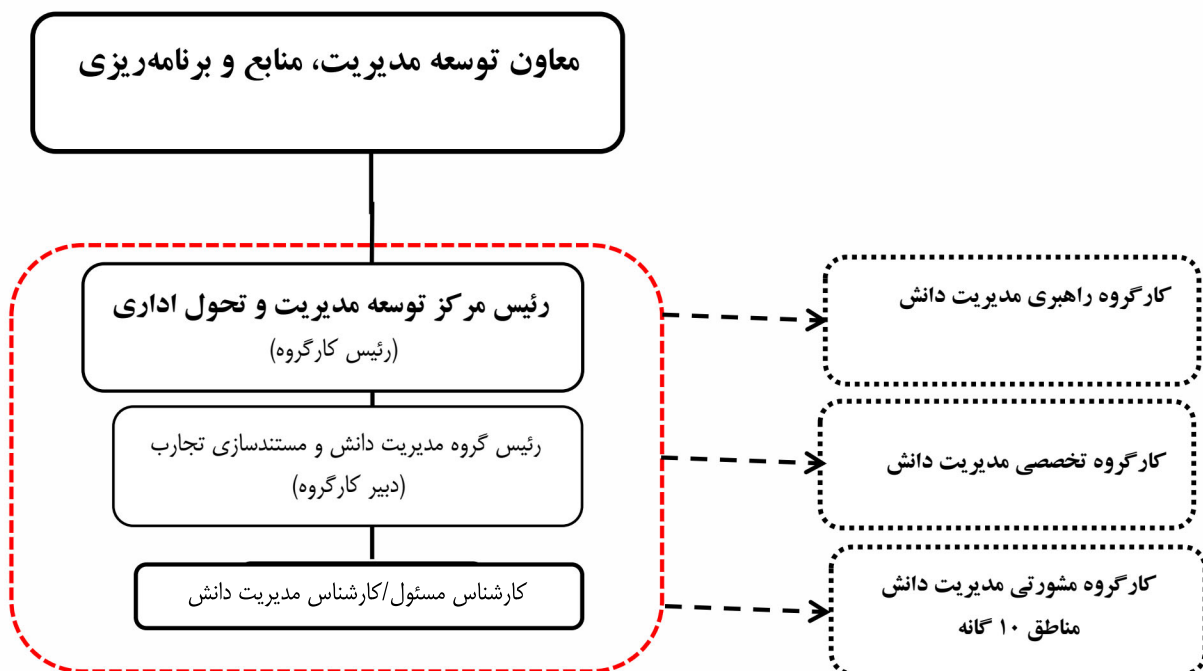 معاون توسعه مدیریت، منابع و برنامه‌ریزی
رئیس مرکز توسعه مدیریت و تحول اداری
(رئیس کارگروه)
رئیس گروه مدیریت دانش و مستندسازی تجارب
(دبیر کارگروه)
کارشناس مسئول/کارشناس مدیریت دانش
کارگروه راهبری مدیریت دانش
کارگروه تخصصی مدیریت دانش
کارگروه مشورتی مدیریت دانش
مناطق ۱۰ گانه